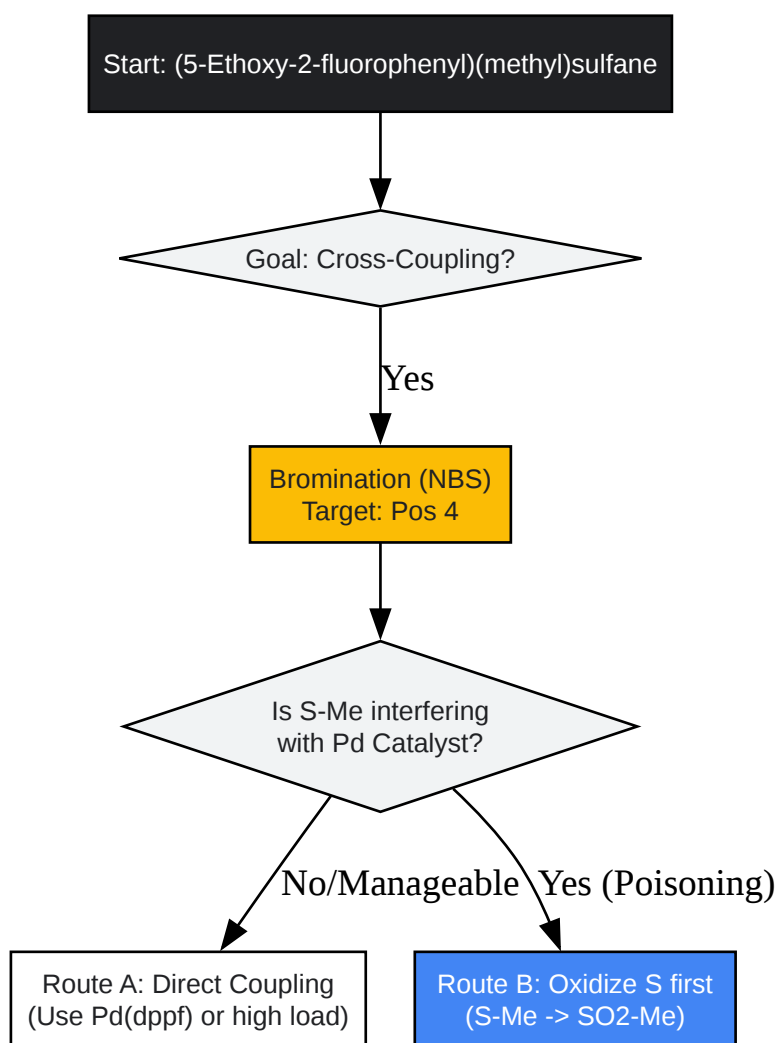 Start: (5-Ethoxy-2-fluorophenyl)(methyl)sulfane
Goal: Cross-Coupling?
Yes
Bromination (NBS)
Target: Pos 4
Is S-Me interfering
with Pd Catalyst?
No/Manageable
Yes (Poisoning)
Route A: Direct Coupling
(Use Pd(dppf) or high load)
Route B: Oxidize S first
(S-Me -> SO2-Me)